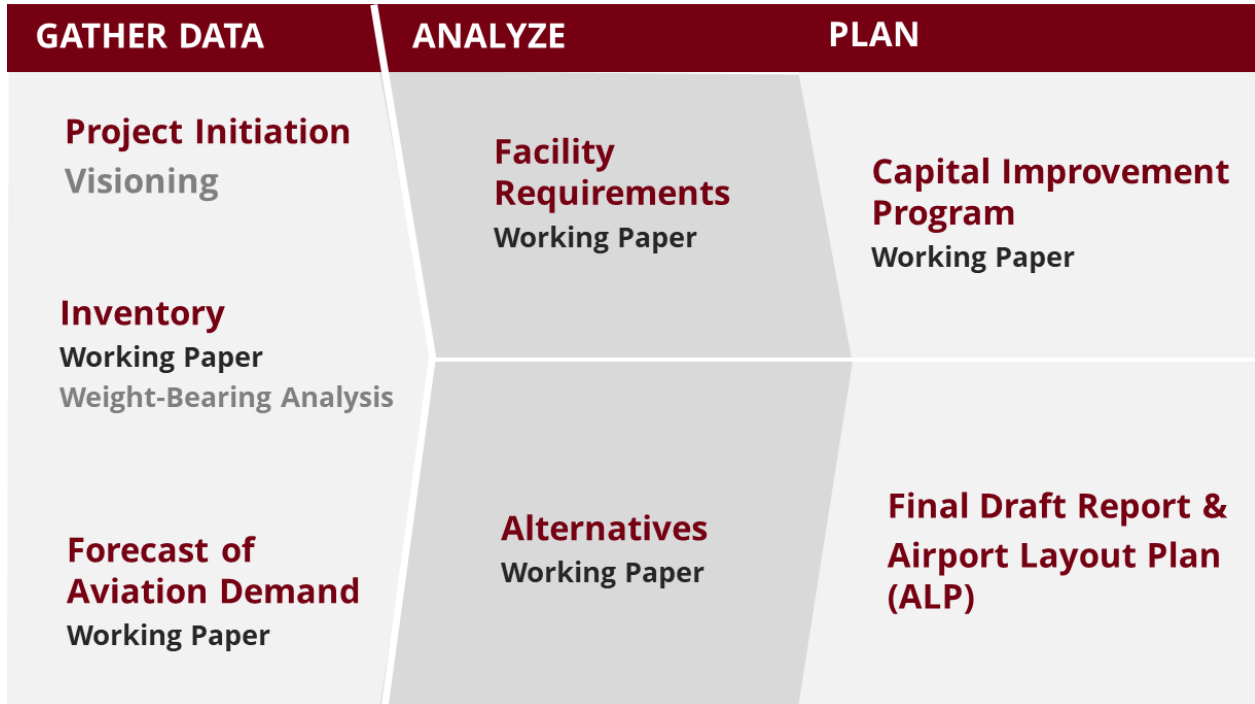 GATHER DATA
Project Initiation
Visioning
Inventory
Working Paper
Weight-Bearing Analysis
Forecast of
Aviation Demand
Working Paper
ANALYZE
Facility
Requirements
Working Paper
Alternatives
Working Paper
PLAN
Capital Improvement
Program
Working Paper
Final Draft Report &
Airport Layout Plan
(ALP)